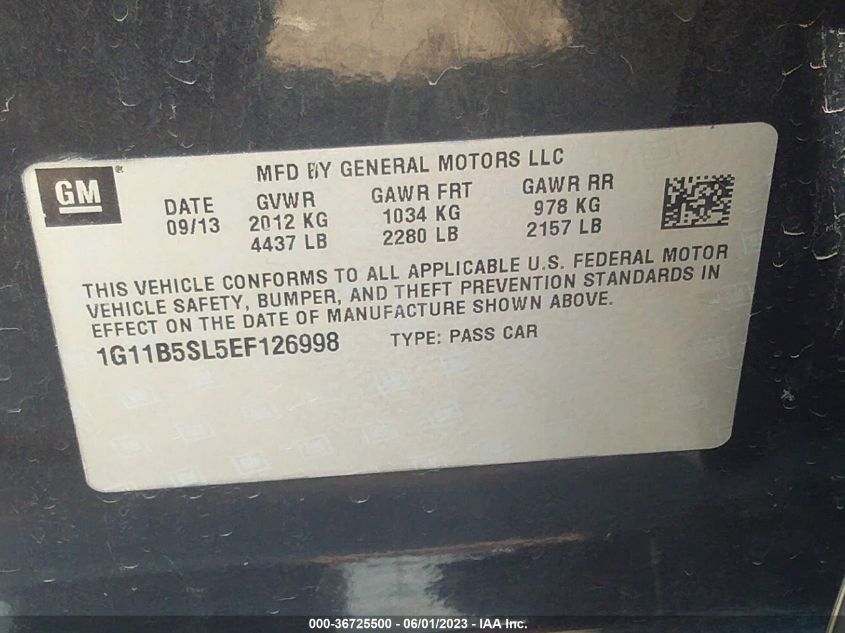 MFD BY GENERAL MOTORS LLC
GM®
DATE GVWR GAWR FRT GAWR RR
09/13 2012 KG 1034 KG 978 KG
4437 LB 2280 LB 2157 LB
THIS VEHICLE CONFORMS TO ALL APPLICABLE U.S. FEDERAL MOTOR
VEHICLE SAFETY, BUMPER, AND THEFT PREVENTION STANDARDS IN
EFFECT ON THE DATE OF MANUFACTURE SHOWN ABOVE.
1G11B5SL5EF126998 TYPE: PASS CAR
000-36725500 - 06/01/2023 - IAA Inc.